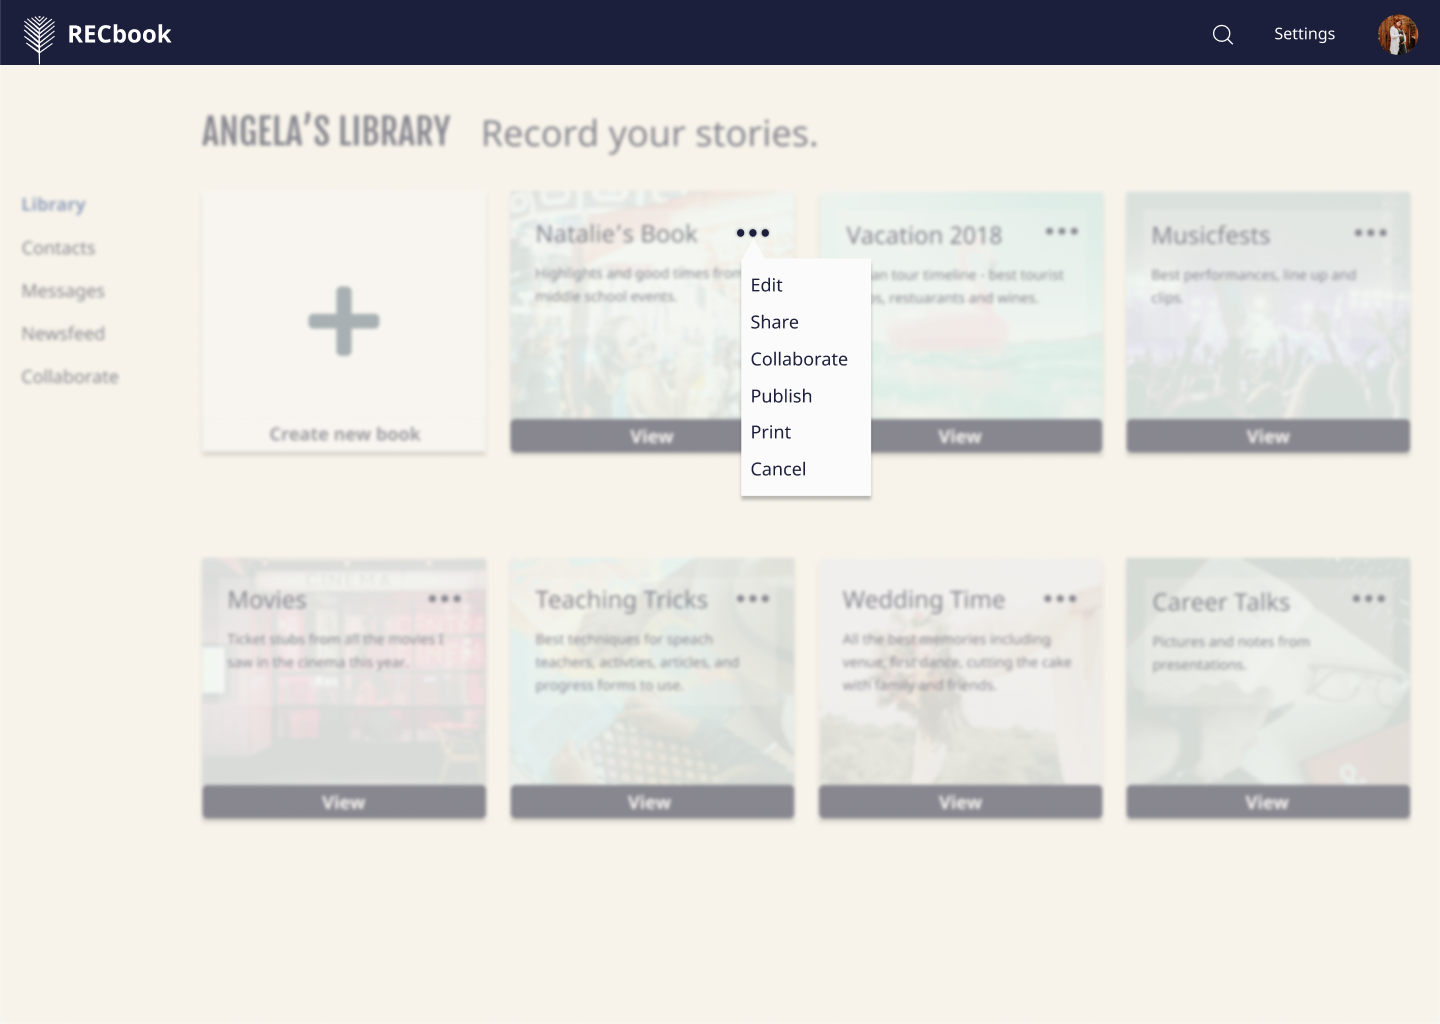 RECbook
Settings
ANGELA'S LIBRARY
Record your stories.
Library
Contacts
Messages
Newsfeed
Collaborate
Create new book
Natalie's Book
Highlights and good times from
middle school events.
View
Edit
Share
Collaborate
Publish
Print
Cancel
Vacation 2018
tour timeline - best tourist
restuarants and wines.
View
Musicfests
Best performances, line up and
clips.
View
CINEMA
Movies
Ticket stubs from all the movies I
saw in the cinema this year.
View
Teaching Tricks
Best techniques for speach
teachers, activties, articles, and
progress forms to use.
View
Wedding Time
All the best memories including
venue, first dance, cutting the cake
with family and friends.
View
Career Talks
Pictures and notes from
presentations.
View